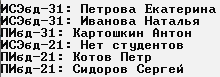 ИСЭбд-31: Петрова Екатерина
ИСЭбд-31: Иванова Наталья
ПИбд-31: Картошкин Антон
ИСЭбд-21: Нет студентов
ПИбд-21: Котов Петр
ПИбд-21: Сидоров Сергей